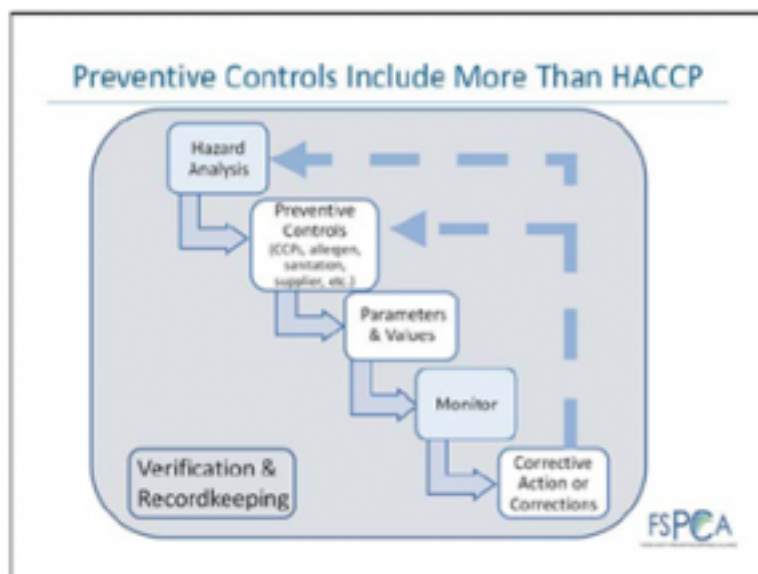 Preventive Controls Include More Than HACCP
Hazard
Analysis
Preventive
Controls
(CCPs, allergen,
sanitation,
supplier, etc.)
Parameters
& Values
Monitor
Corrective
Action or
Corrections
Verification &
Recordkeeping
FSPCA